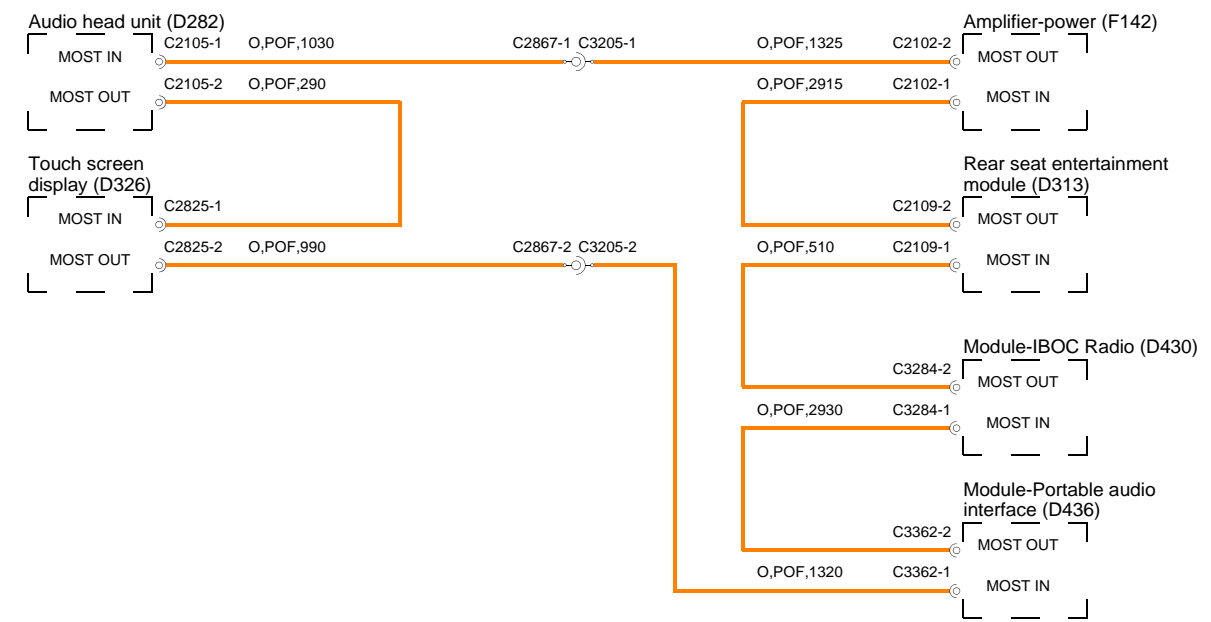 Audio head unit (D282)
MOST IN
C2105-1
O,POF,1030
C2867-1
C3205-1
O,POF,1325
C2102-2
Amplifier-power (F142)
MOST OUT
MOST OUT
C2105-2
O,POF,290
O,POF,2915
C2102-1
MOST IN
Touch screen
display (D326)
MOST IN
C2825-1
Rear seat entertainment
module (D313)
C2109-2
MOST OUT
MOST OUT
C2825-2
O,POF,990
C2867-2
C3205-2
O,POF,510
C2109-1
MOST IN
Module-IBOC Radio (D430)
C3284-2
MOST OUT
O,POF,2930
C3284-1
MOST IN
Module-Portable audio
interface (D436)
C3362-2
MOST OUT
O,POF,1320
C3362-1
MOST IN